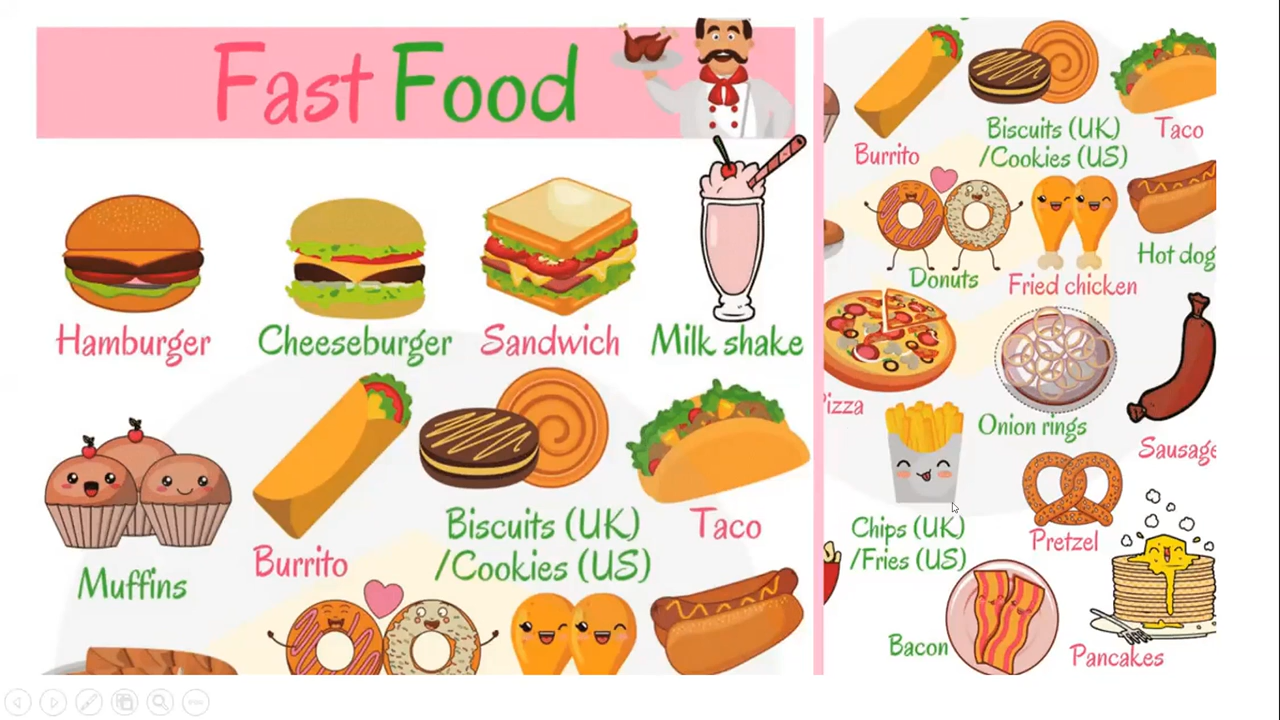 Fast Food
Hamburger
Cheeseburger
Sandwich
Milk shake
Muffins
Burrito
Biscuits (UK)
/Cookies (US)
Taco
Burrito
Biscuits (UK)
/Cookies (US)
Taco
Donuts
Fried chicken
Hot dog
izza
Onion rings
Sausage
Chips (UK)
/Fries (US)
Pretzel
Bacon
Pancakes